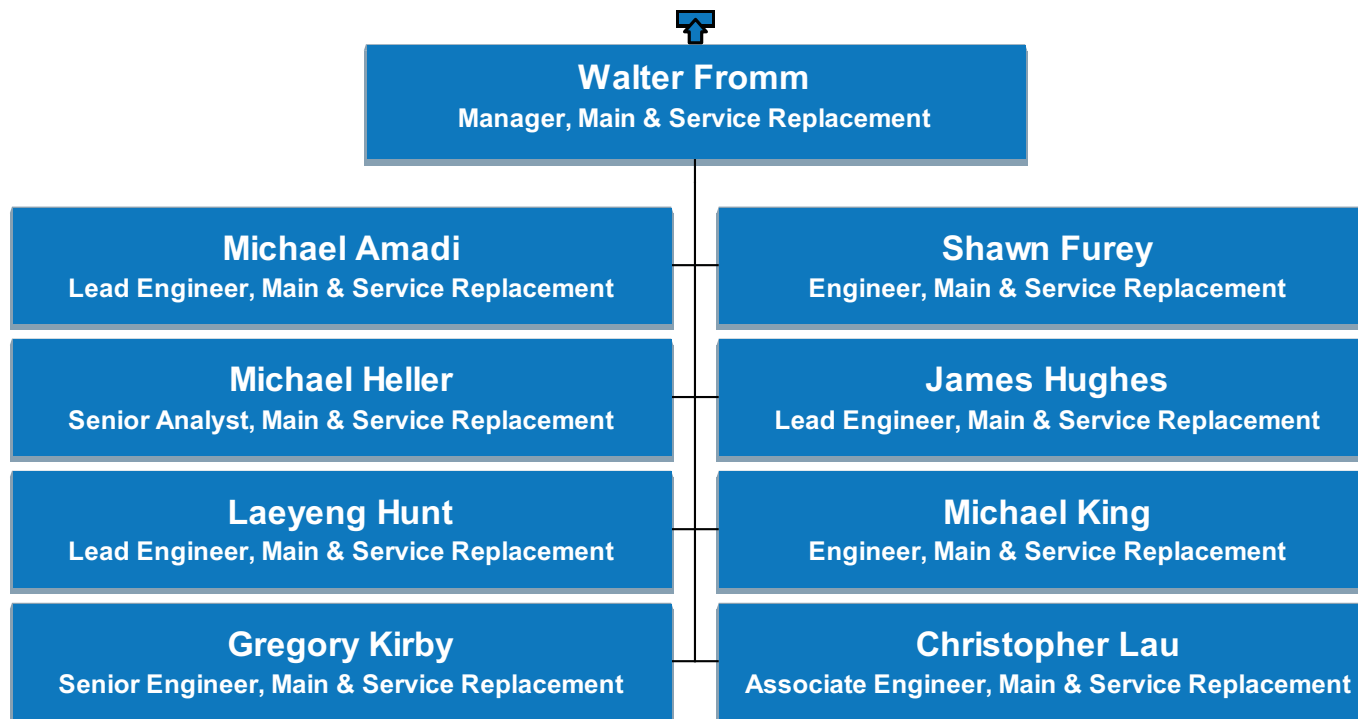 Walter Fromm
Manager, Main & Service Replacement
Michael Amadi
Lead Engineer, Main & Service Replacement
Shawn Furey
Engineer, Main & Service Replacement
Michael Heller
Senior Analyst, Main & Service Replacement
James Hughes
Lead Engineer, Main & Service Replacement
Laeyeng Hunt
Lead Engineer, Main & Service Replacement
Michael King
Engineer, Main & Service Replacement
Gregory Kirby
Senior Engineer, Main & Service Replacement
Christopher Lau
Associate Engineer, Main & Service Replacement